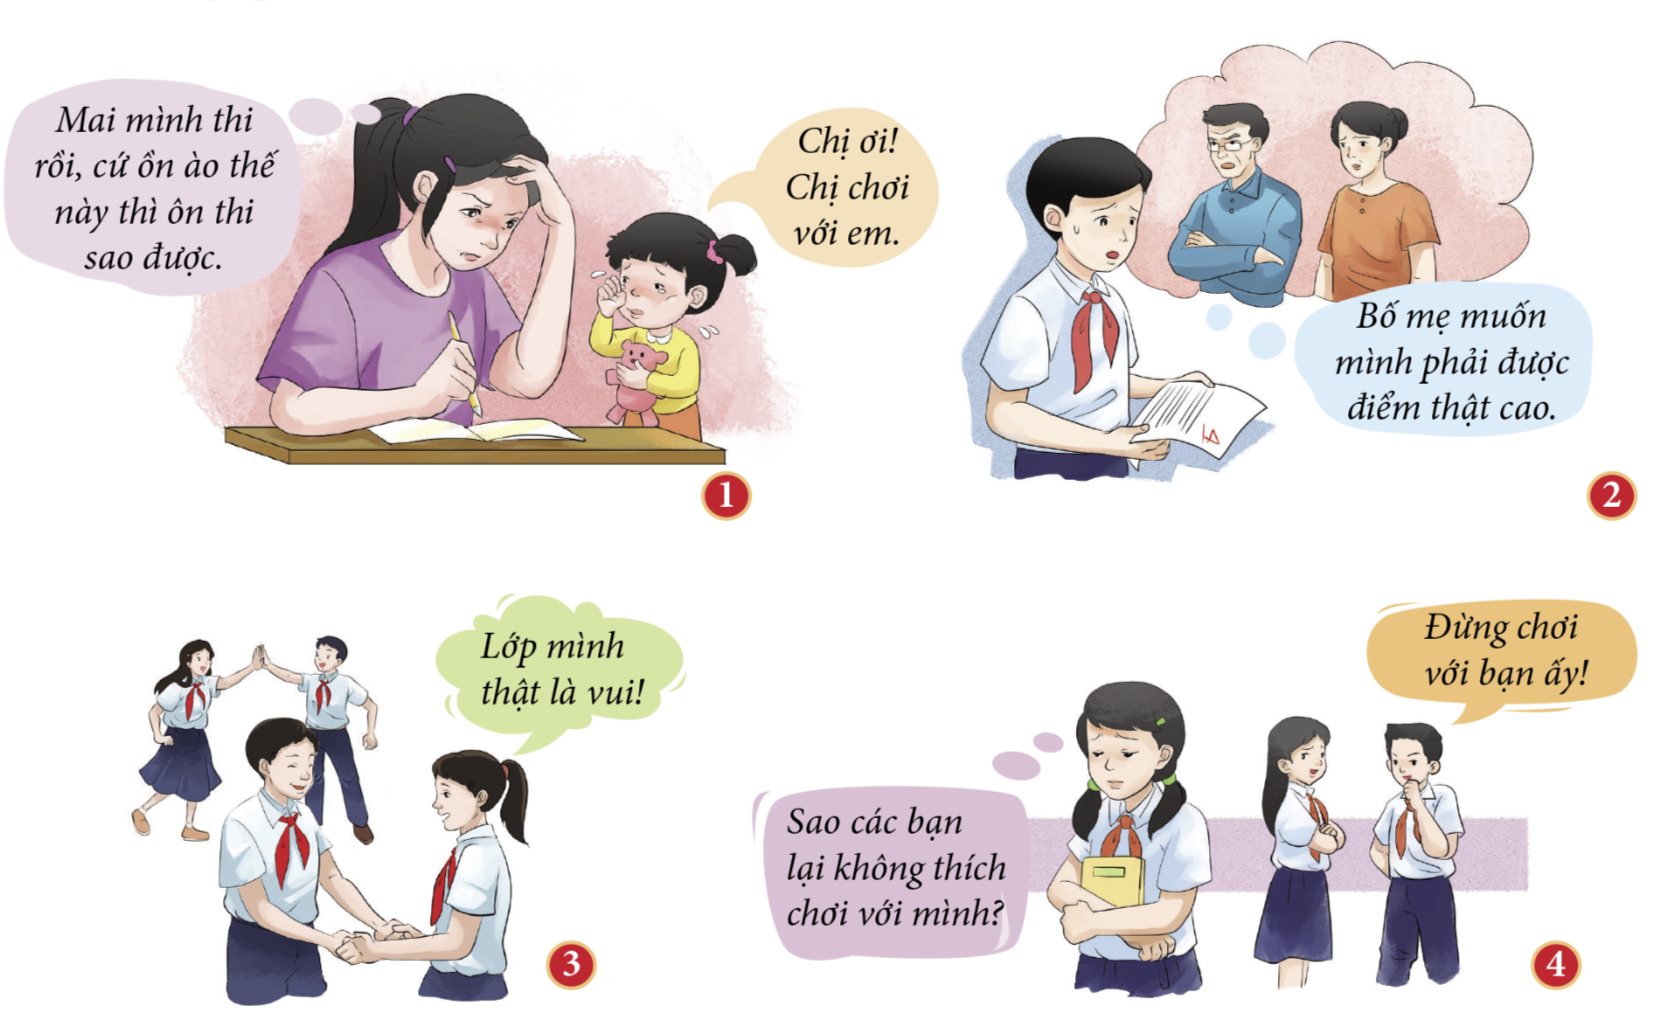 Mai mình thi
rồi, cứ ồn ào thế
này thì ôn thi
sao được.
Chị ơi!
Chị chơi
với em.
1
Bố mẹ muốn
mình phải được
điểm thật cao.
2
Lớp mình
thật là vui!
3
Đừng chơi
với bạn ấy!
Sao các bạn
lại không thích
chơi với mình?
4